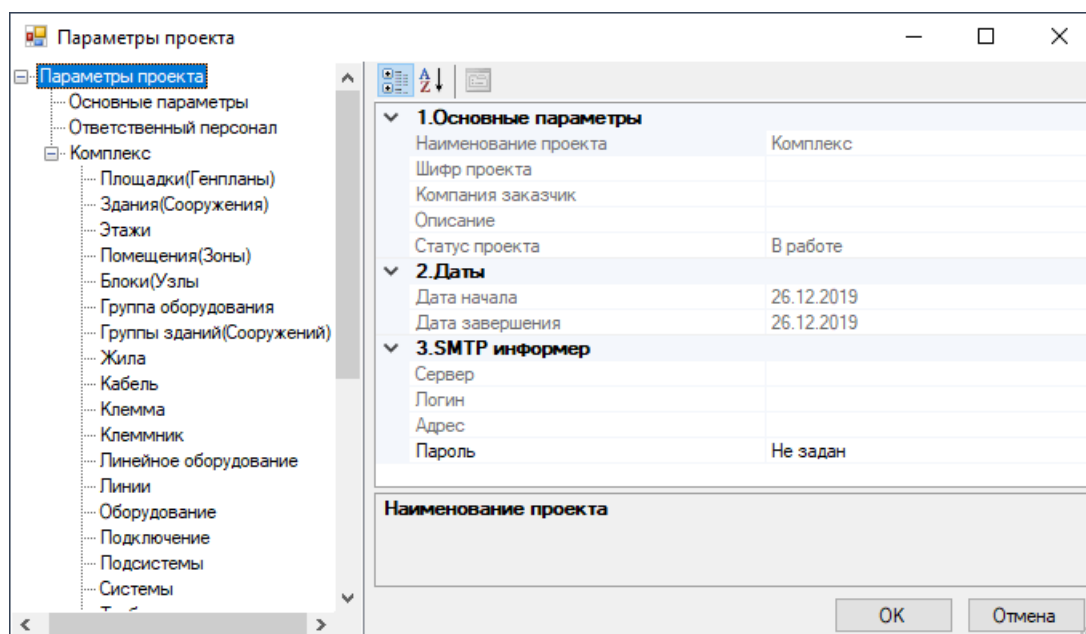 Параметры проекта
Параметры проекта
Основные параметры
Ответственный персонал
Комплекс
Площадки(Генпланы)
Здания(Сооружения)
Этажи
Помещения(Зоны)
Блоки(Узлы
Группа оборудования
Группы зданий(Сооружений)
Жила
Кабель
Клемма
Клеммник
Линейное оборудование
Линии
Оборудование
Подключение
Подсистемы
Системы
1.Основные параметры
Наименование проекта Комплекс
Шифр проекта
Компания заказчик
Описание
Статус проекта В работе
2.Даты
Дата начала 26.12.2019
Дата завершения 26.12.2019
3.SMTP информер
Сервер
Логин
Адрес
Пароль Не задан
Наименование проекта
OK Отмена